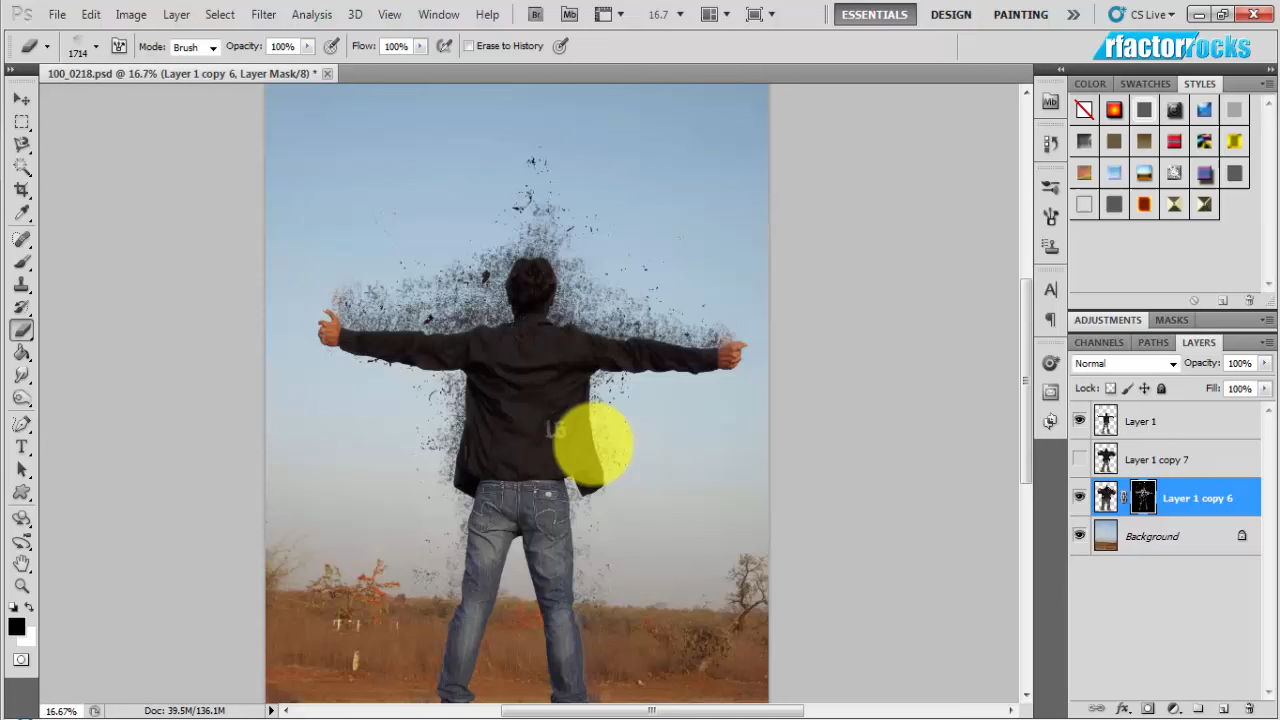 Ps File Edit Image Layer Select Filter Analysis 3D View Window Help Br Mb 16.7 ESSENTIALS DESIGN PAINTING CS Live
1714 Mode: Brush Opacity: 100% Flow: 100% Erase to History rfactorrocks
100_0218.psd @ 16.7% (Layer 1 copy 6, Layer Mask/8) *
COLOR SWATCHES STYLES
Mb
ADJUSTMENTS MASKS
CHANNELS PATHS LAYERS
Normal Opacity: 100%
Lock: Fill: 100%
Layer 1
Layer 1 copy 7
Layer 1 copy 6
Background
16.67% Doc: 39.5M/136.1M